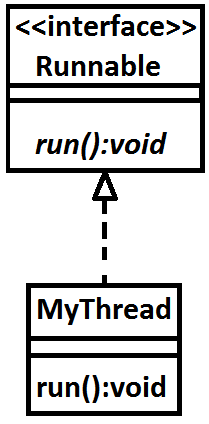 <<interface>>
Runnable
run():void
MyThread
run():void